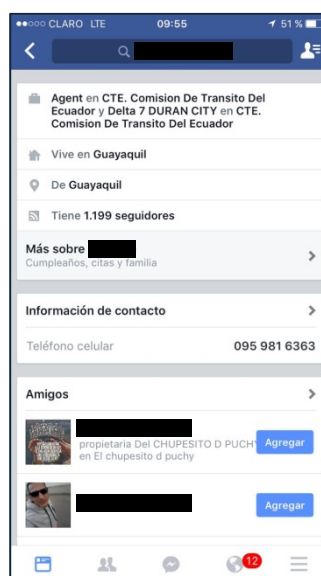 CLARO LTE 09:55 51 %
Agent en CTE. Comision De Transito Del
Ecuador y Delta 7 DURAN CITY en CTE.
Comision De Transito Del Ecuador
Vive en Guayaquil
De Guayaquil
Tiene 1.199 seguidores
Más sobre
Cumpleaños, citas y familia
Información de contacto
Teléfono celular 095 981 6363
Amigos
propietaria Del CHUPESITO D PUCHY
en El chupesito d puchy
Agregar
Agregar
12